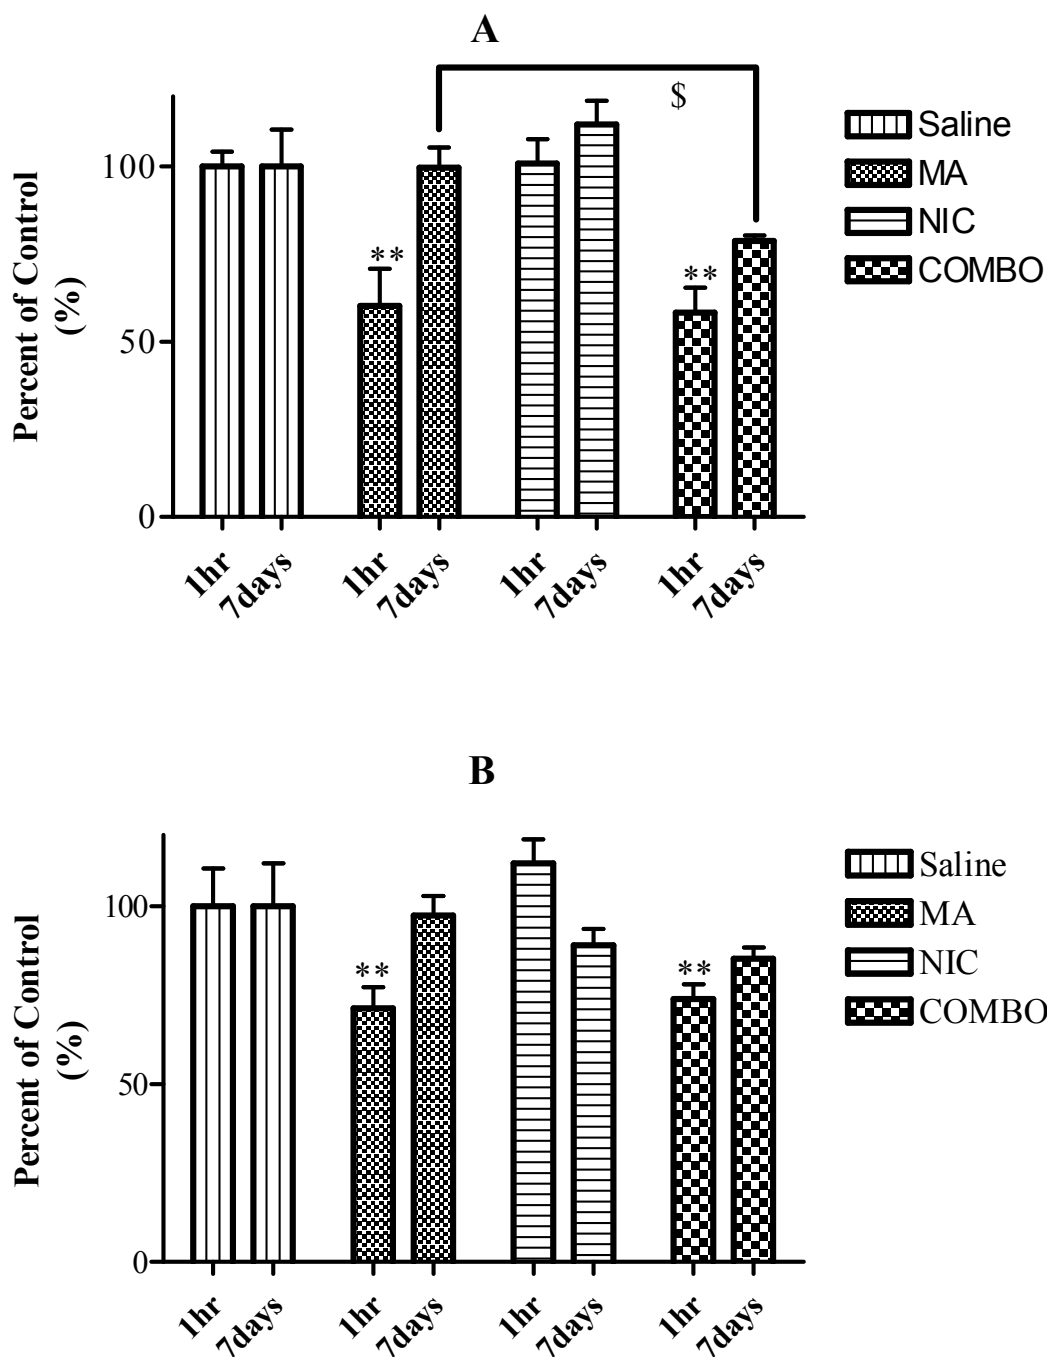 A
$
Saline
MA
NIC
COMBO
Percent of Control
(%)
100
50
0
**
**
1hr
7days
1hr
7days
1hr
7days
1hr
7days
B
Saline
MA
NIC
COMBO
Percent of Control
(%)
100
50
0
**
**
1hr
7days
1hr
7days
1hr
7days
1hr
7days